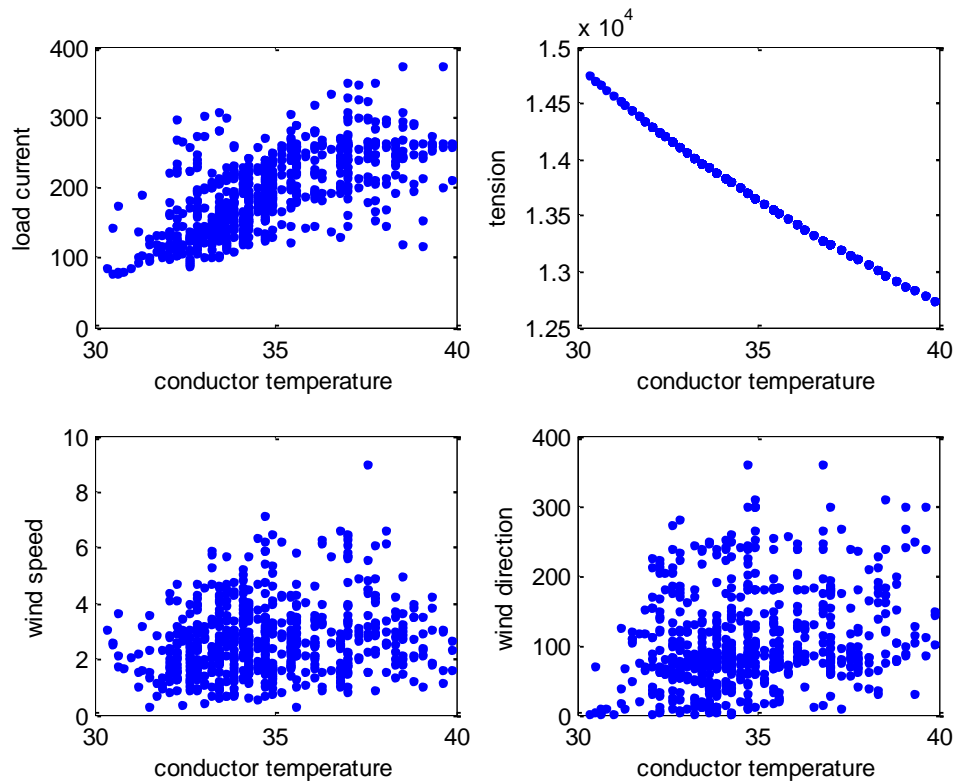 400
300
200
100
0
30 35 40
load current
conductor temperature
x 10^4
1.5
1.45
1.4
1.35
1.3
1.25
30 35 40
tension
conductor temperature
10
8
6
4
2
0
30 35 40
wind speed
conductor temperature
400
300
200
100
0
30 35 40
wind direction
conductor temperature